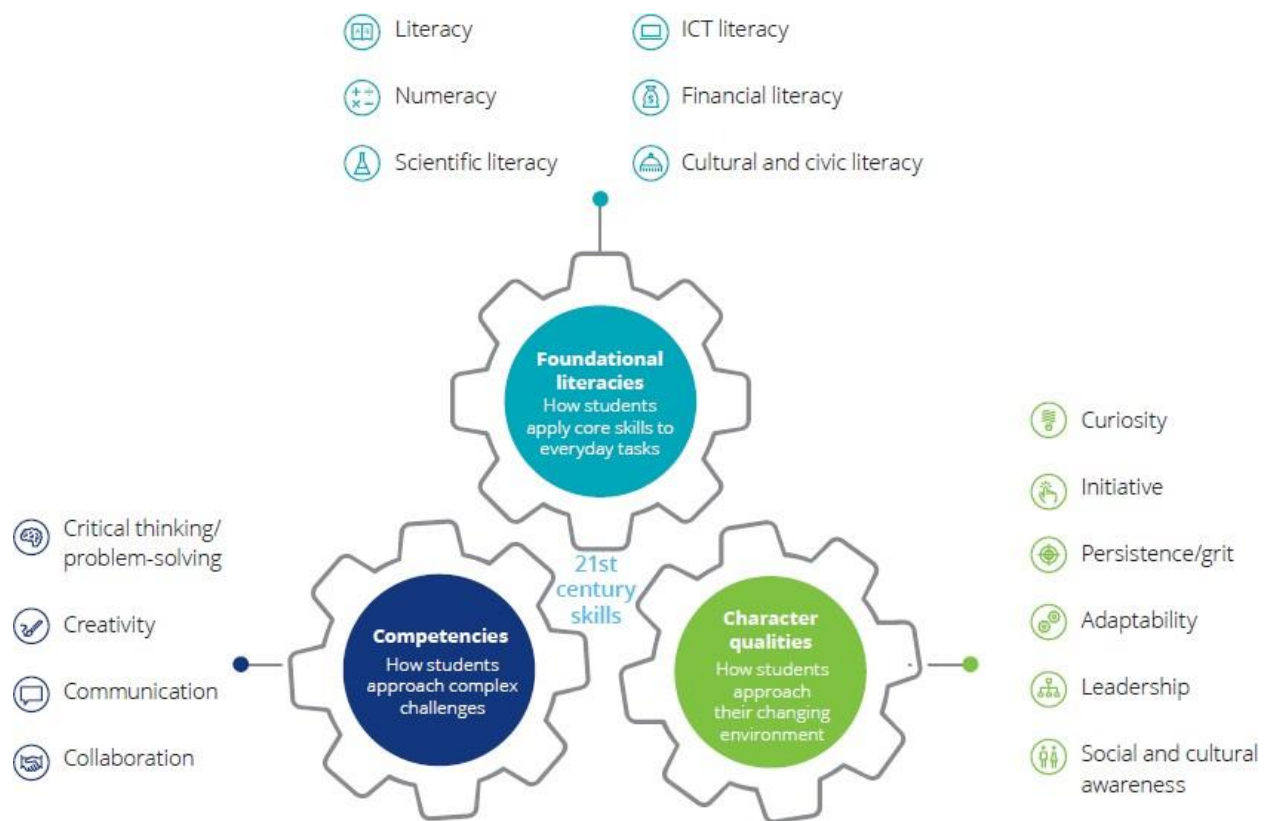 Literacy
ICT literacy
Numeracy
Financial literacy
Scientific literacy
Cultural and civic literacy
Foundational
literacies
How students
apply core skills to
everyday tasks
Critical thinking/
problem-solving
Creativity
Communication
Collaboration
Competencies
How students
approach complex
challenges
21st
century
skills
Character
qualities
How students
approach
their changing
environment
Curiosity
Initiative
Persistence/grit
Adaptability
Leadership
Social and cultural
awareness